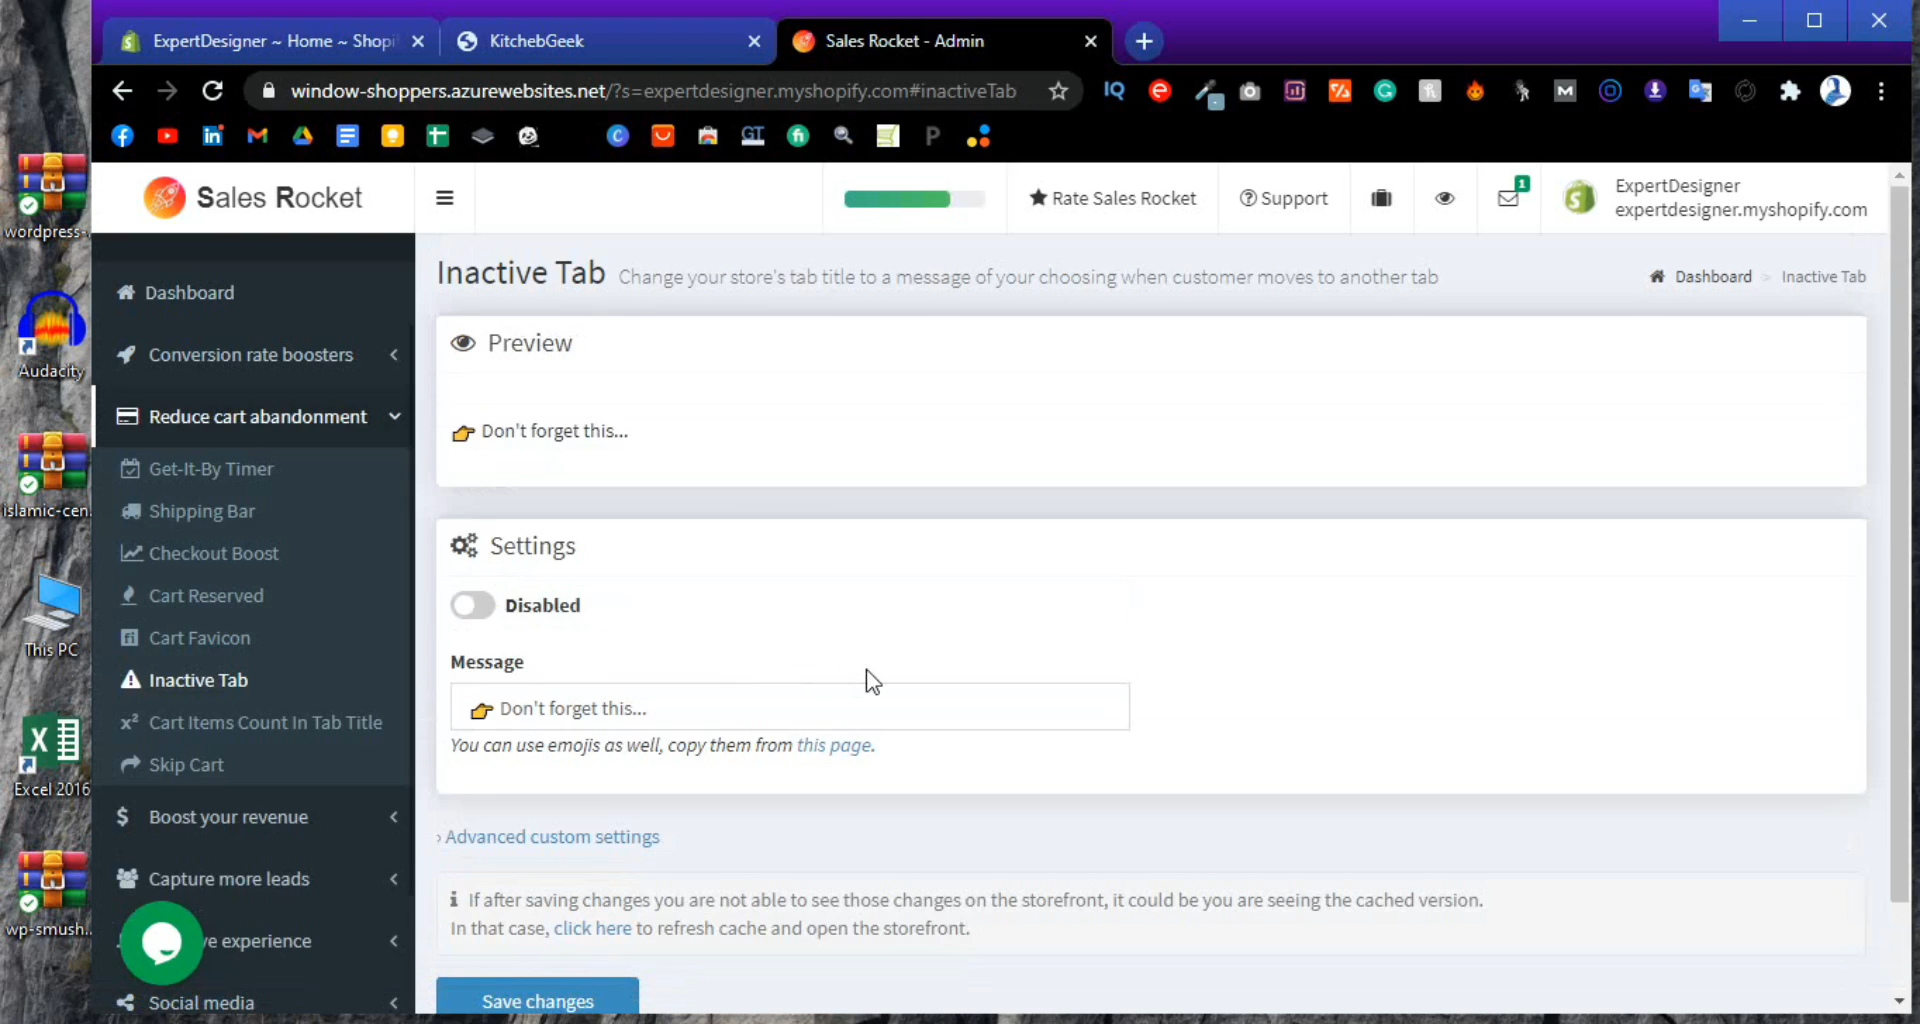 ExpertDesigner ~ Home ~ Shopi
KitchebGeek
Sales Rocket - Admin
window-shoppers.azurewebsites.net/?s=expertdesigner.myshopify.com#inactiveTab
Sales Rocket
Rate Sales Rocket
Support
1
ExpertDesigner
expertdesigner.myshopify.com
wordpress-
Audacity
islamic-cen.
This PC
Excel 2016
wp-smush.
Dashboard
Conversion rate boosters
Reduce cart abandonment
Get-It-By Timer
Shipping Bar
Checkout Boost
Cart Reserved
Cart Favicon
Inactive Tab
Cart Items Count In Tab Title
Skip Cart
Boost your revenue
Capture more leads
ve experience
Social media
Inactive Tab Change your store's tab title to a message of your choosing when customer moves to another tab
Dashboard > Inactive Tab
Preview
👉 Don't forget this...
Settings
Disabled
Message
👉 Don't forget this...
You can use emojis as well, copy them from this page.
› Advanced custom settings
If after saving changes you are not able to see those changes on the storefront, it could be you are seeing the cached version.
In that case, click here to refresh cache and open the storefront.
Save changes